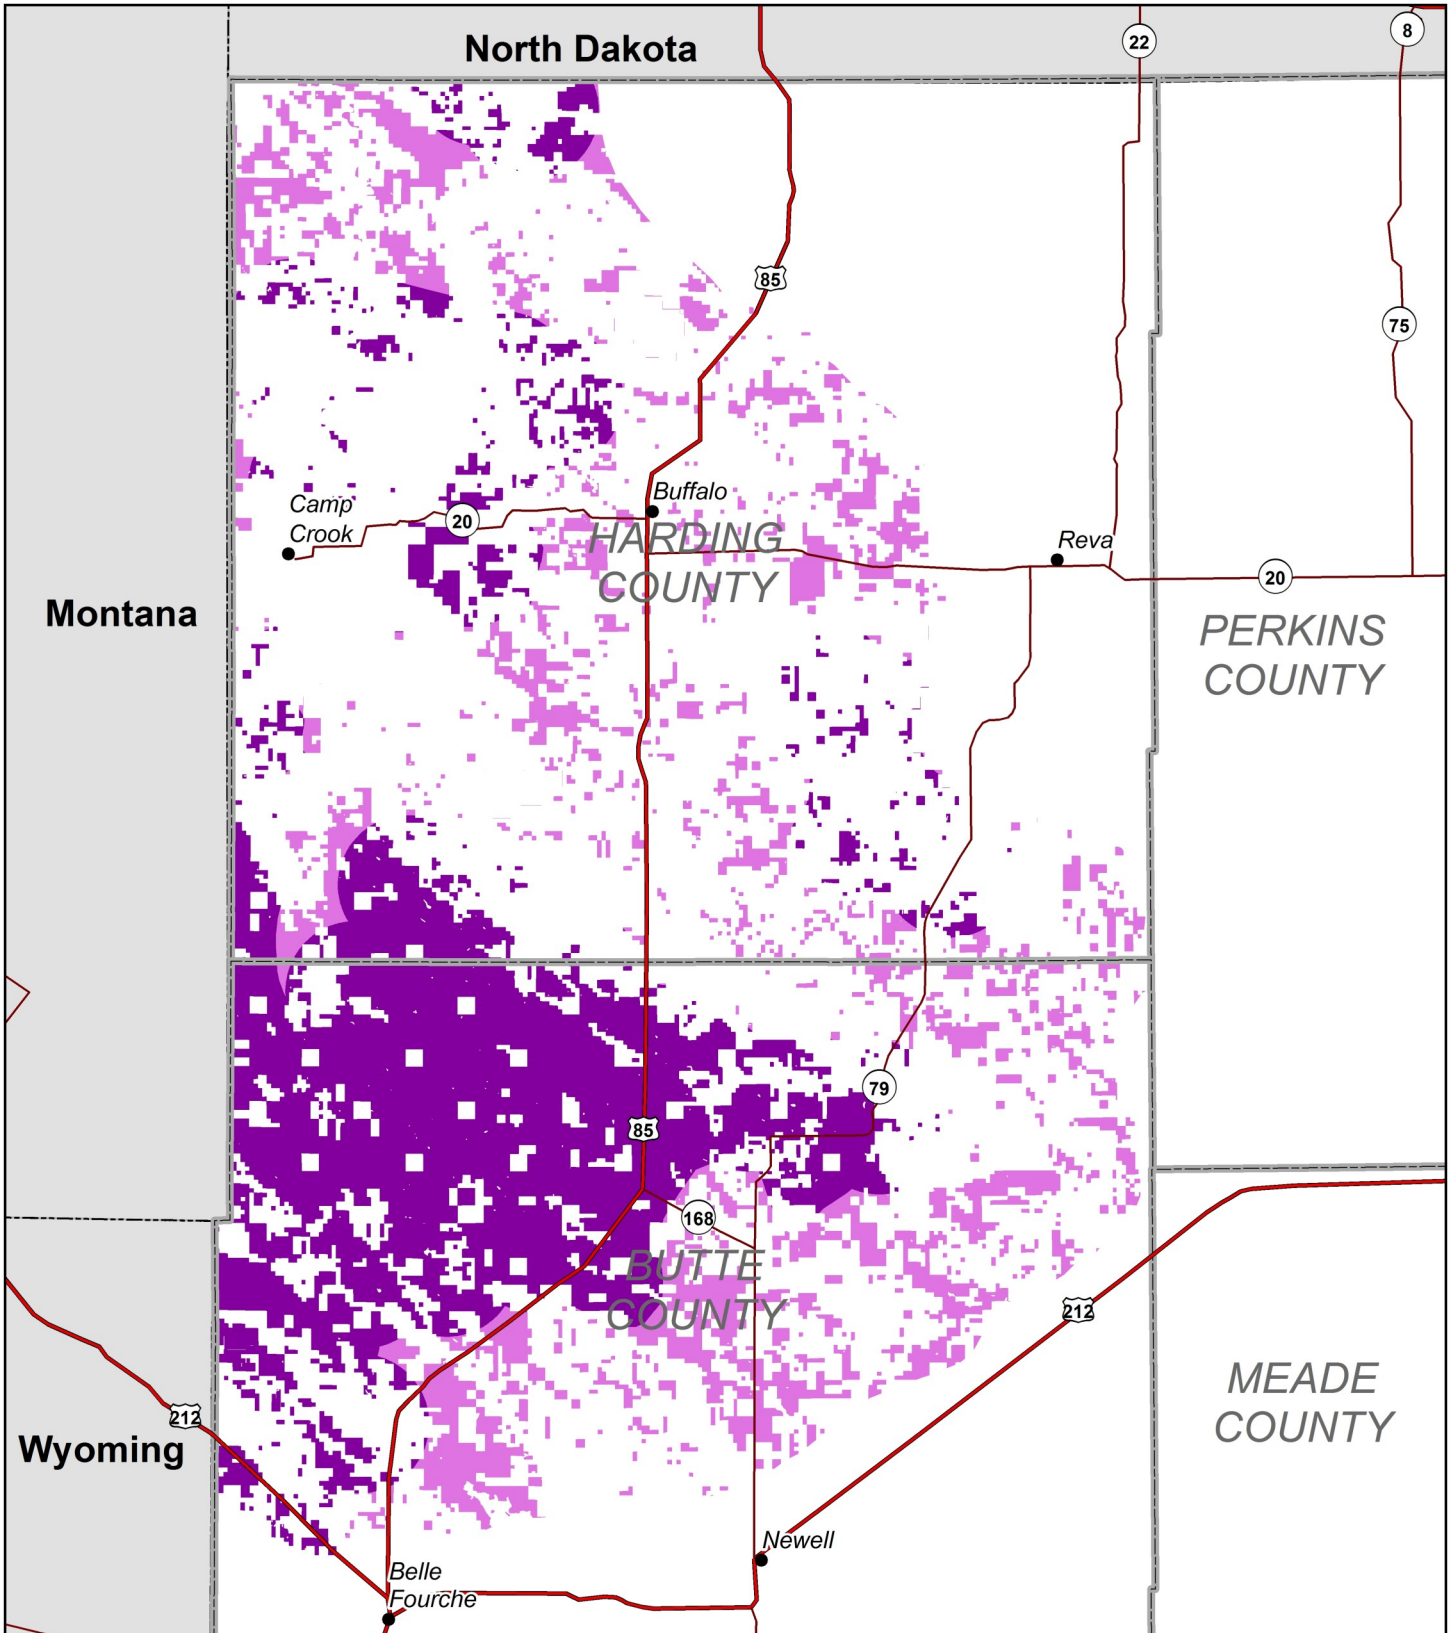 North Dakota
22
8
85
75
Buffalo
Camp
Crook
20
HARDING
COUNTY
Reva
20
Montana
PERKINS
COUNTY
79
85
168
BUTTE
COUNTY
212
MEADE
COUNTY
212
Wyoming
Newell
Belle
Fourche